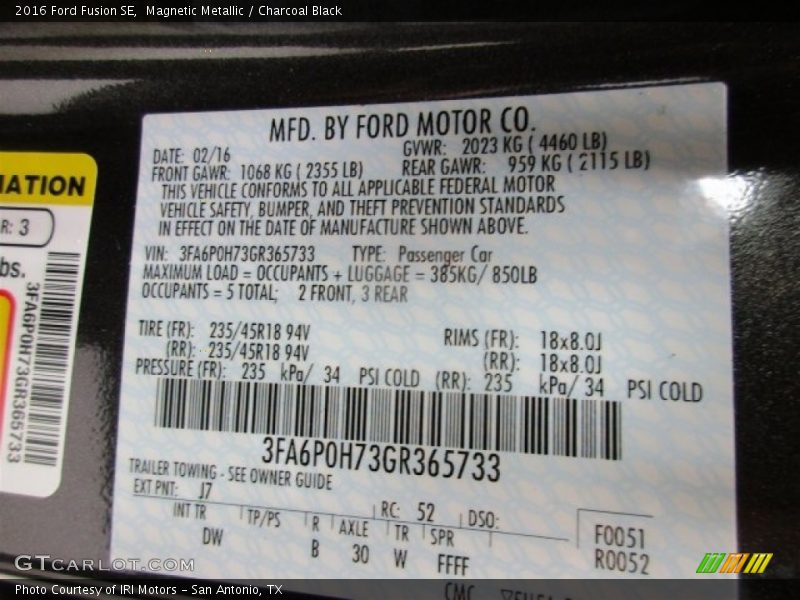 2016 Ford Fusion SE, Magnetic Metallic / Charcoal Black
MFD. BY FORD MOTOR CO.
DATE: 02/16 GVWR: 2023 KG ( 4460 LB)
FRONT GAWR: 1068 KG ( 2355 LB) REAR GAWR: 959 KG ( 2115 LB)
THIS VEHICLE CONFORMS TO ALL APPLICABLE FEDERAL MOTOR
VEHICLE SAFETY, BUMPER, AND THEFT PREVENTION STANDARDS
IN EFFECT ON THE DATE OF MANUFACTURE SHOWN ABOVE.
VIN: 3FA6P0H73GR365733 TYPE: Passenger Car
MAXIMUM LOAD = OCCUPANTS + LUGGAGE = 385KG/ 850LB
OCCUPANTS = 5 TOTAL; 2 FRONT, 3 REAR
TIRE (FR): 235/45R18 94V RIMS (FR): 18x8.0J
(RR): 235/45R18 94V (RR): 18x8.0J
PRESSURE (FR): 235 kPa/ 34 PSI COLD (RR): 235 kPa/ 34 PSI COLD
3FA6P0H73GR365733
TRAILER TOWING - SEE OWNER GUIDE
EXT PNT: J7 RC: 52 DSO:
INT TR TP/PS R AXLE TR SPR F0051
DW B 30 W FFFF R0052
MATION
R: 3
bs.
3FA6P0H73GR365733
GTCARLOT.COM
Photo Courtesy of IRI Motors – San Antonio, TX